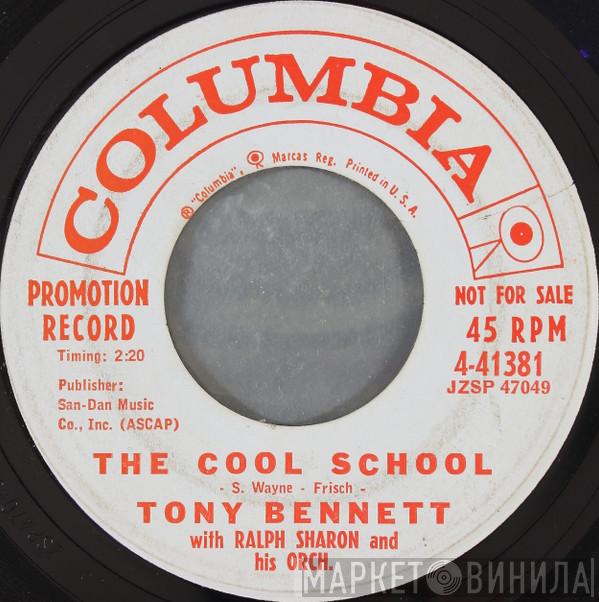 COLUMBIA
® "Columbia", Marcas Reg. Printed in U. S. A.
PROMOTION
RECORD
Timing: 2:20
Publisher:
San-Dan Music
Co., Inc. (ASCAP)
NOT FOR SALE
45 RPM
4-41381
JZSP 47049
THE COOL SCHOOL
- S. Wayne - Frisch -
TONY BENNETT
with RALPH SHARON and
his ORCH.
МАРКЕТ ВИНИЛА